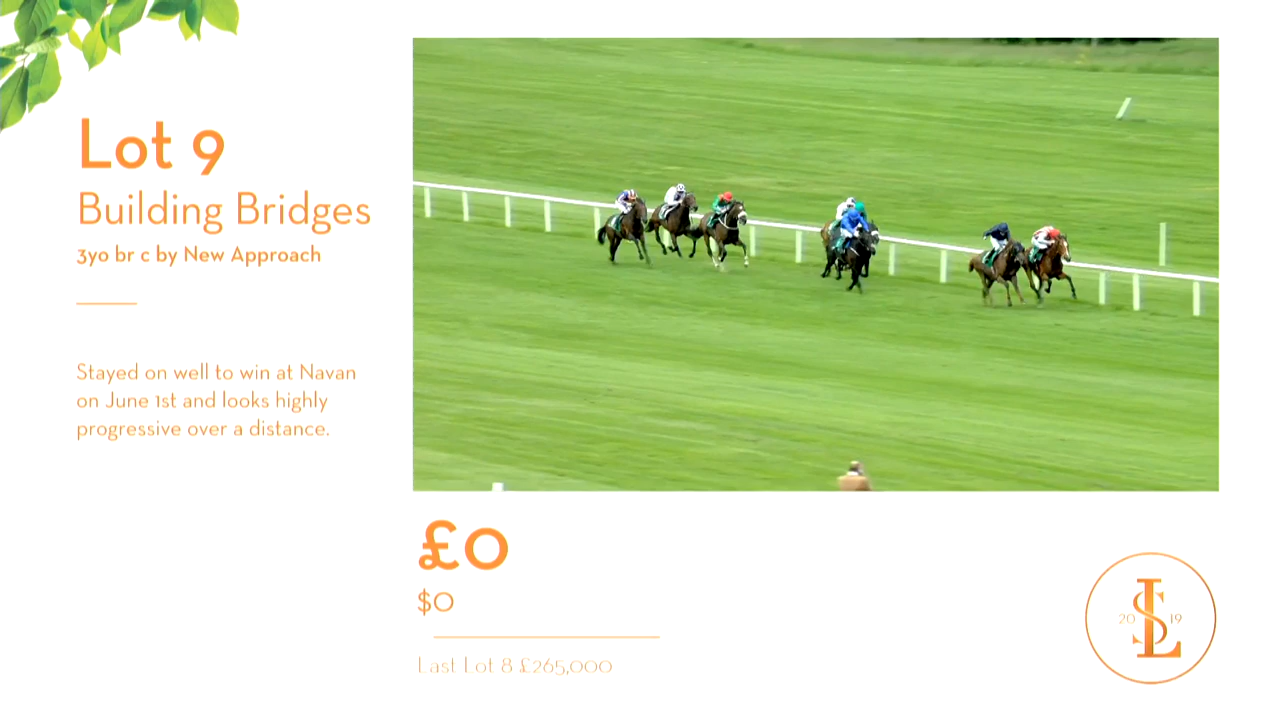 Lot 9
Building Bridges
3yo br c by New Approach
Stayed on well to win at Navan
on June 1st and looks highly
progressive over a distance.
£0
$0
Last Lot 8 £265,000
20 SL 19